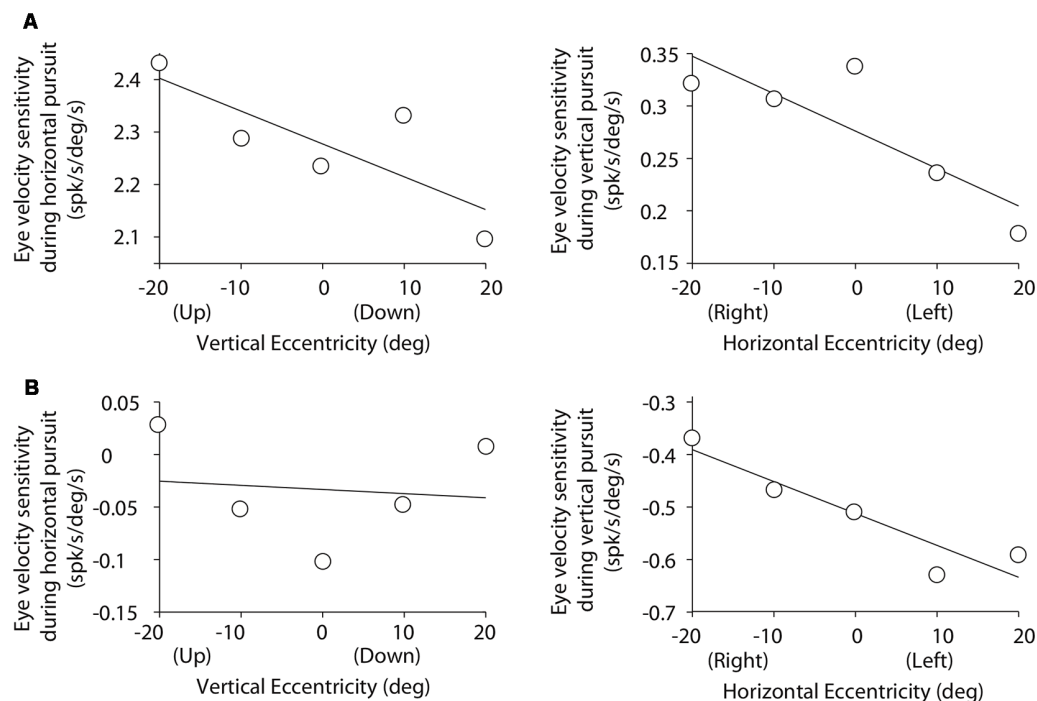 A
Eye velocity sensitivity
during horizontal pursuit
(spk/s/deg/s)
2.4
2.3
2.2
2.1
-20 -10 0 10 20
(Up) (Down)
Vertical Eccentricity (deg)
Eye velocity sensitivity
during vertical pursuit
(spk/s/deg/s)
0.35
0.3
0.25
0.2
0.15
-20 -10 0 10 20
(Right) (Left)
Horizontal Eccentricity (deg)
B
Eye velocity sensitivity
during horizontal pursuit
(spk/s/deg/s)
0.05
0
-0.05
-0.1
-0.15
-20 -10 0 10 20
(Up) (Down)
Vertical Eccentricity (deg)
Eye velocity sensitivity
during vertical pursuit
(spk/s/deg/s)
-0.3
-0.4
-0.5
-0.6
-0.7
-20 -10 0 10 20
(Right) (Left)
Horizontal Eccentricity (deg)